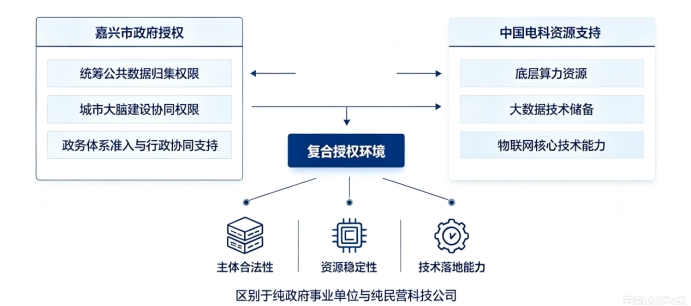 嘉兴市政府授权
统筹公共数据归集权限
城市大脑建设协同权限
政务体系准入与行政协同支持
中国电科资源支持
底层算力资源
大数据技术储备
物联网核心技术能力
复合授权环境
主体合法性
资源稳定性
技术落地能力
区别于纯政府事业单位与纯民营科技公司